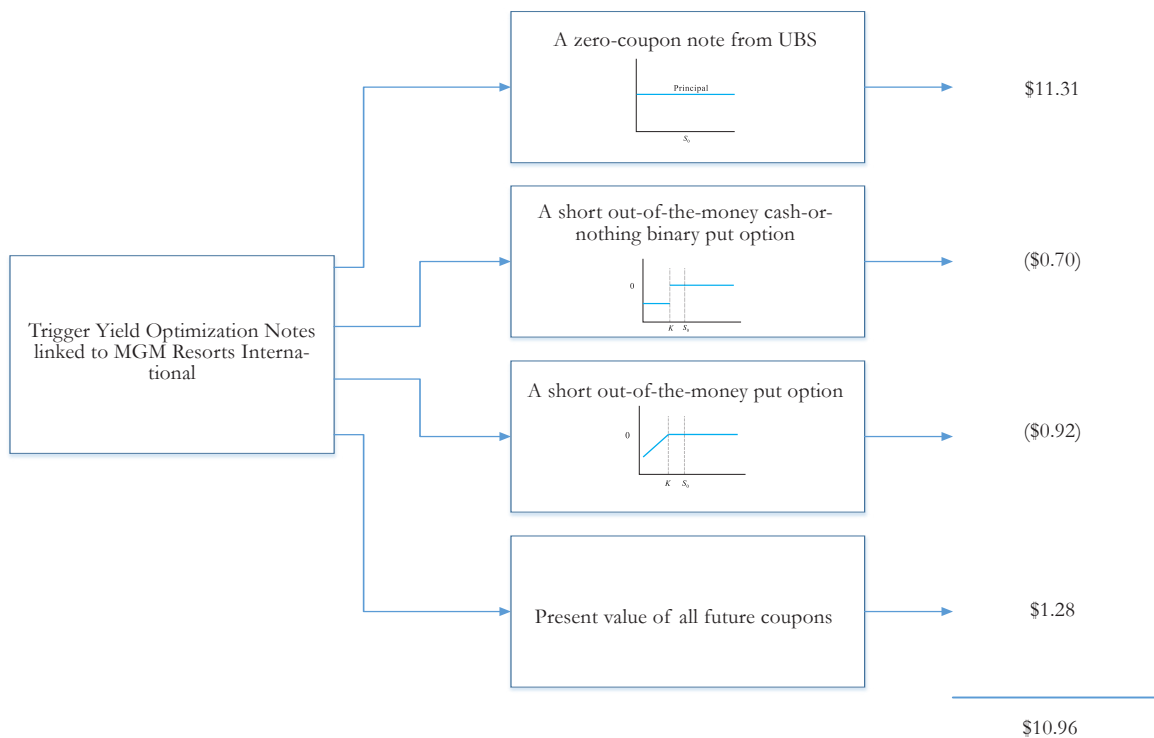 A zero-coupon note from UBS
Principal
S₀
$11.31
A short out-of-the-money cash-or-
nothing binary put option
0
K S₀
($0.70)
Trigger Yield Optimization Notes
linked to MGM Resorts Interna-
tional
A short out-of-the-money put option
0
K S₀
($0.92)
Present value of all future coupons
$1.28
$10.96